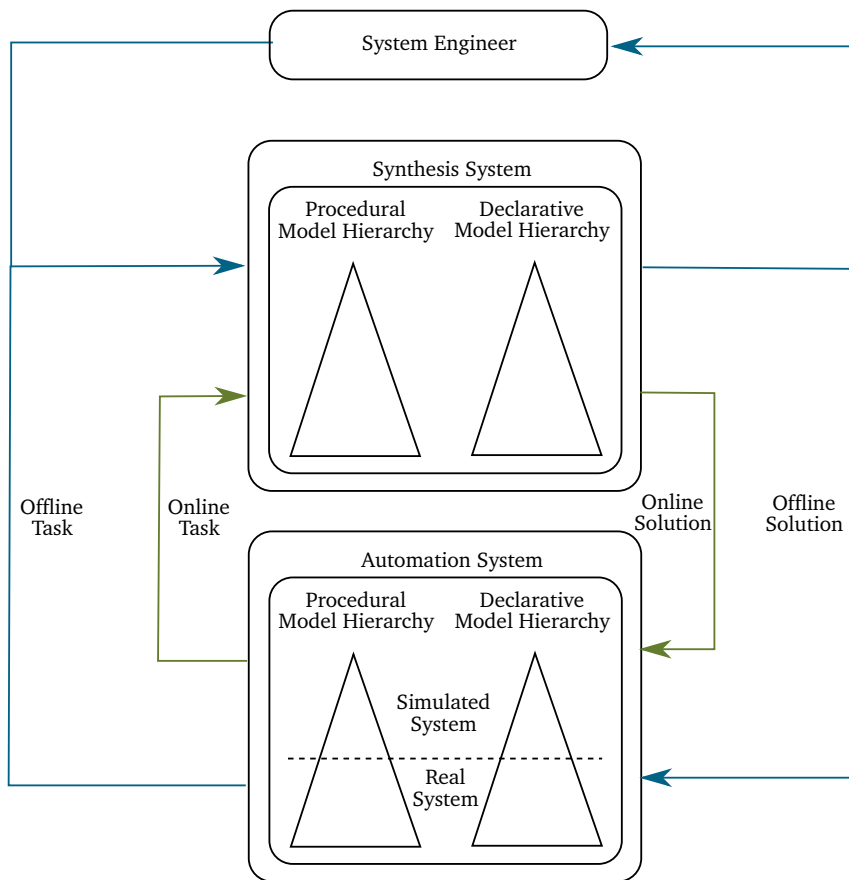 System Engineer
Synthesis System
Procedural
Model Hierarchy
Declarative
Model Hierarchy
Offline
Task
Online
Task
Online
Solution
Offline
Solution
Automation System
Procedural
Model Hierarchy
Declarative
Model Hierarchy
Simulated
System
Real
System